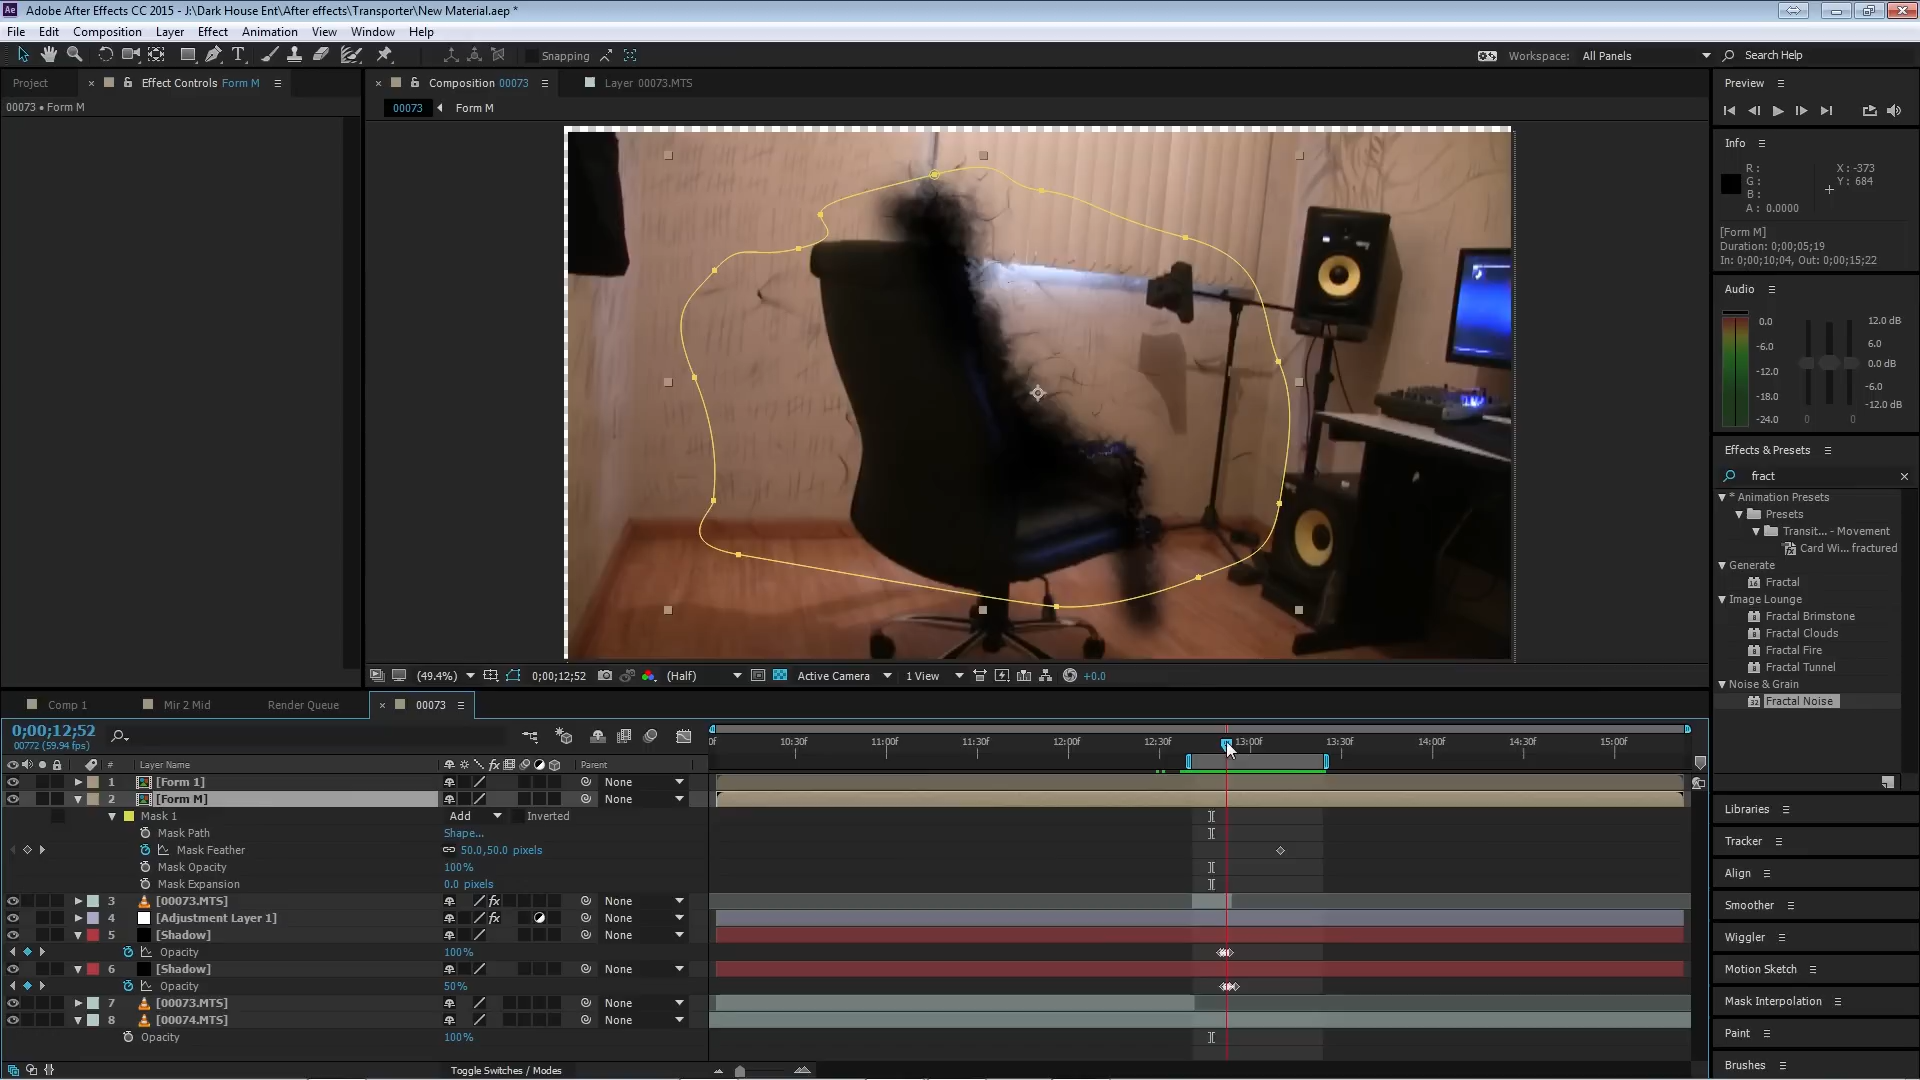 Adobe After Effects CC 2015 - J:\Dark House Ent\After effects\Transporter\New Material.aep *
File Edit Composition Layer Effect Animation View Window Help
Snapping
Workspace: All Panels
Search Help
Project
Effect Controls Form M
Composition 00073
Layer 00073.MTS
00073 • Form M
00073
Form M
Preview
Info
R :
G :
B :
A : 0.0000
X : -373
Y : 684
[Form M]
Duration: 0;00;05;19
In: 0;00;10;04, Out: 0;00;15;22
Audio
0.0
-6.0
-12.0
-18.0
-24.0
12.0 dB
6.0
0.0 dB
-6.0
-12.0 dB
0 0
Effects & Presets
fract
* Animation Presets
Presets
Transit... - Movement
Card Wi... fractured
Generate
Fractal
Image Lounge
Fractal Brimstone
Fractal Clouds
Fractal Fire
Fractal Tunnel
Noise & Grain
Fractal Noise
(49.4%) 0;00;12;52 (Half) Active Camera 1 View +0.0
Comp 1
Mir 2 Mid
Render Queue
00073
0;00;12;52
00772 (59.94 fps)
0f 10:30f 11:00f 11:30f 12:00f 12:30f 13:00f 13:30f 14:00f 14:30f 15:00f
# Layer Name Parent
1 [Form 1] None
2 [Form M] None
Mask 1 Add Inverted
Mask Path Shape...
Mask Feather 50.0,50.0 pixels
Mask Opacity 100%
Mask Expansion 0.0 pixels
3 [00073.MTS] None
4 [Adjustment Layer 1] None
5 [Shadow] None
Opacity 100%
6 [Shadow] None
Opacity 50%
7 [00073.MTS] None
8 [00074.MTS] None
Opacity 100%
Toggle Switches / Modes
Libraries
Tracker
Align
Smoother
Wiggler
Motion Sketch
Mask Interpolation
Paint
Brushes